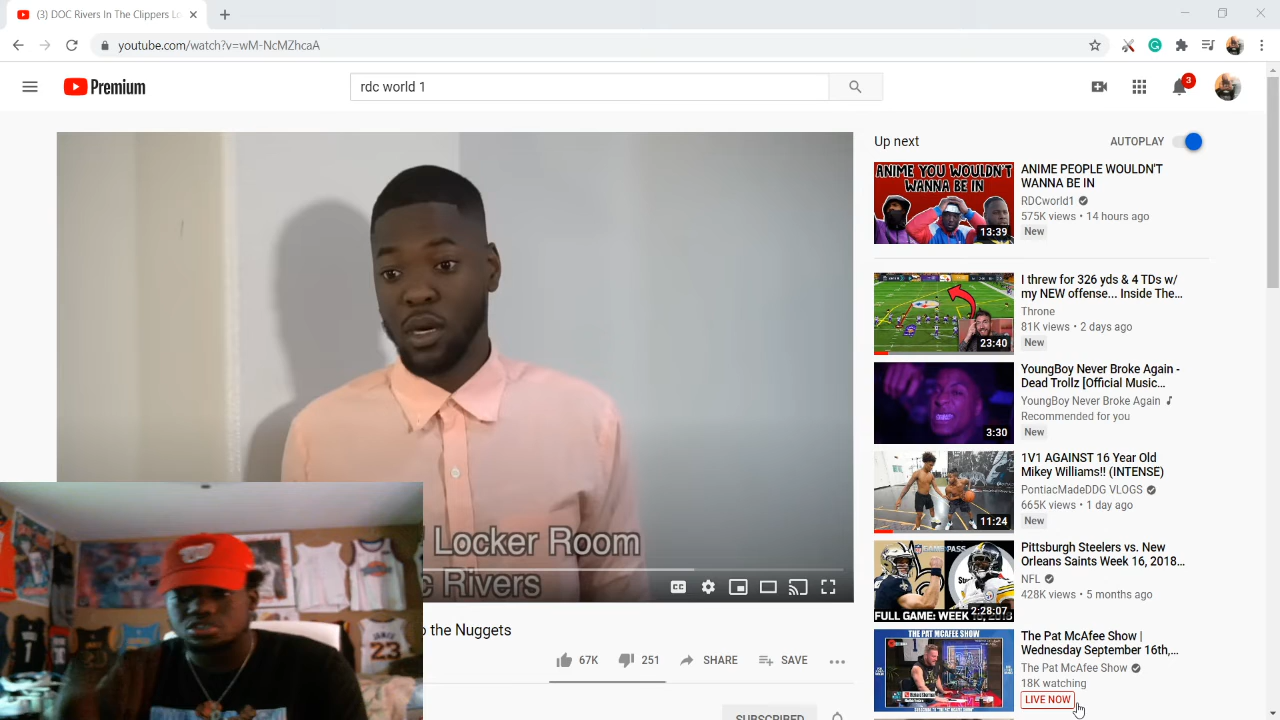 (3) DOC Rivers In The Clippers Lo
youtube.com/watch?v=wM-NcMZhcaA
Premium
rdc world 1
3
Up next
AUTOPLAY
ANIME YOU WOULDN'T
WANNA BE IN
13:39
ANIME PEOPLE WOULDN'T
WANNA BE IN
RDCworld1
575K views • 14 hours ago
New
23:40
I threw for 326 yds & 4 TDs w/
my NEW offense... Inside The...
Throne
81K views • 2 days ago
New
3:30
YoungBoy Never Broke Again -
Dead Trollz [Official Music...
YoungBoy Never Broke Again
Recommended for you
New
11:24
1V1 AGAINST 16 Year Old
Mikey Williams!! (INTENSE)
PontiacMadeDDG VLOGS
665K views • 1 day ago
New
GAME PASS
FULL GAME: WEEK
2:28:07
Pittsburgh Steelers vs. New
Orleans Saints Week 16, 2018...
NFL
428K views • 5 months ago
THE PAT MCAFEE SHOW
The Pat McAfee Show |
Wednesday September 16th,...
The Pat McAfee Show
18K watching
LIVE NOW
Locker Room
c Rivers
CC
o the Nuggets
67K
251
SHARE
SAVE
SUBSCRIBED
1
JAMES
23